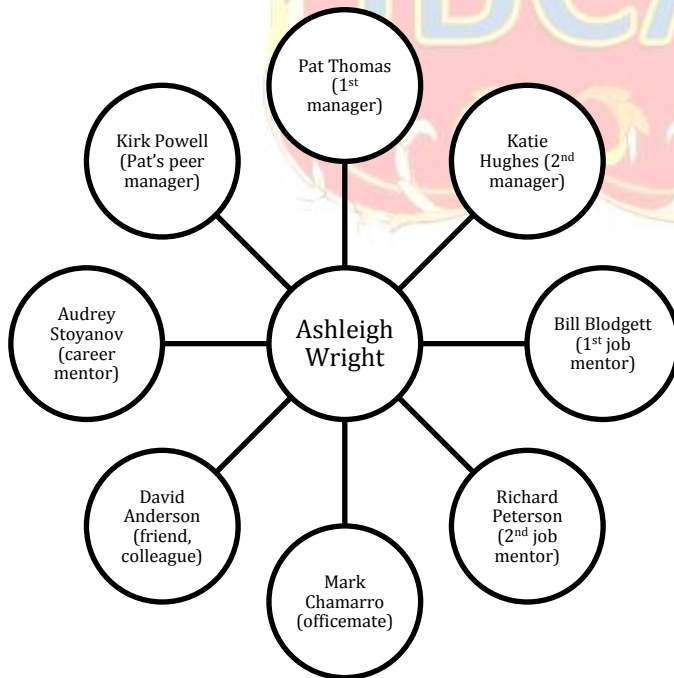 Pat Thomas
(1st
manager)
Kirk Powell
(Pat's peer
manager)
Katie
Hughes (2nd
manager)
Audrey
Stoyanov
(career
mentor)
Ashleigh
Wright
Bill Blodgett
(1st job
mentor)
David
Anderson
(friend,
colleague)
Richard
Peterson
(2nd job
mentor)
Mark
Chamarro
(officemate)